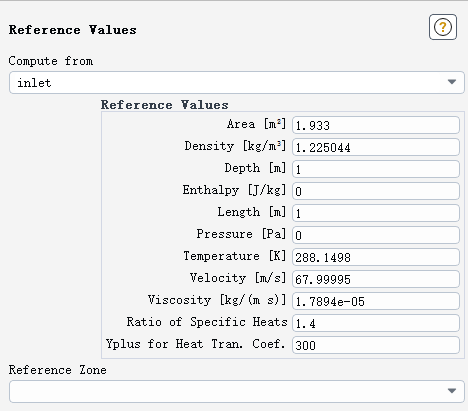 Reference Values
?
Compute from
inlet
Reference Values
Area [m²] 1.933
Density [kg/m³] 1.225044
Depth [m] 1
Enthalpy [J/kg] 0
Length [m] 1
Pressure [Pa] 0
Temperature [K] 288.1498
Velocity [m/s] 67.99995
Viscosity [kg/(m s)] 1.7894e-05
Ratio of Specific Heats 1.4
Yplus for Heat Tran. Coef. 300
Reference Zone